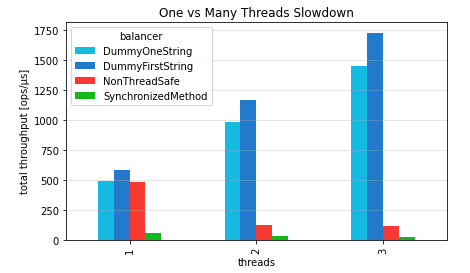 One vs Many Threads Slowdown
balancer
DummyOneString
DummyFirstString
NonThreadSafe
SynchronizedMethod
total throughput [ops/µs]
1750
1500
1250
1000
750
500
250
0
1
2
3
threads